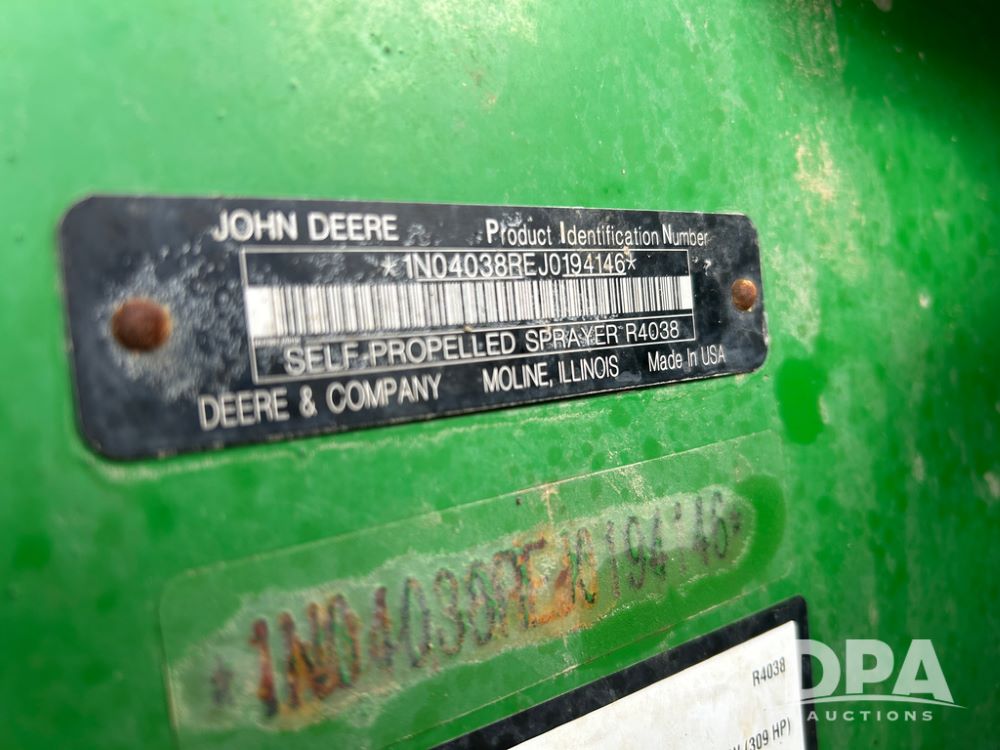 JOHN DEERE Product Identification Number
*1N04038REJ0194146*
SELF-PROPELLED SPRAYER R4038
DEERE & COMPANY MOLINE, ILLINOIS Made In USA
R4038
(309 HP)
DPA
AUCTIONS